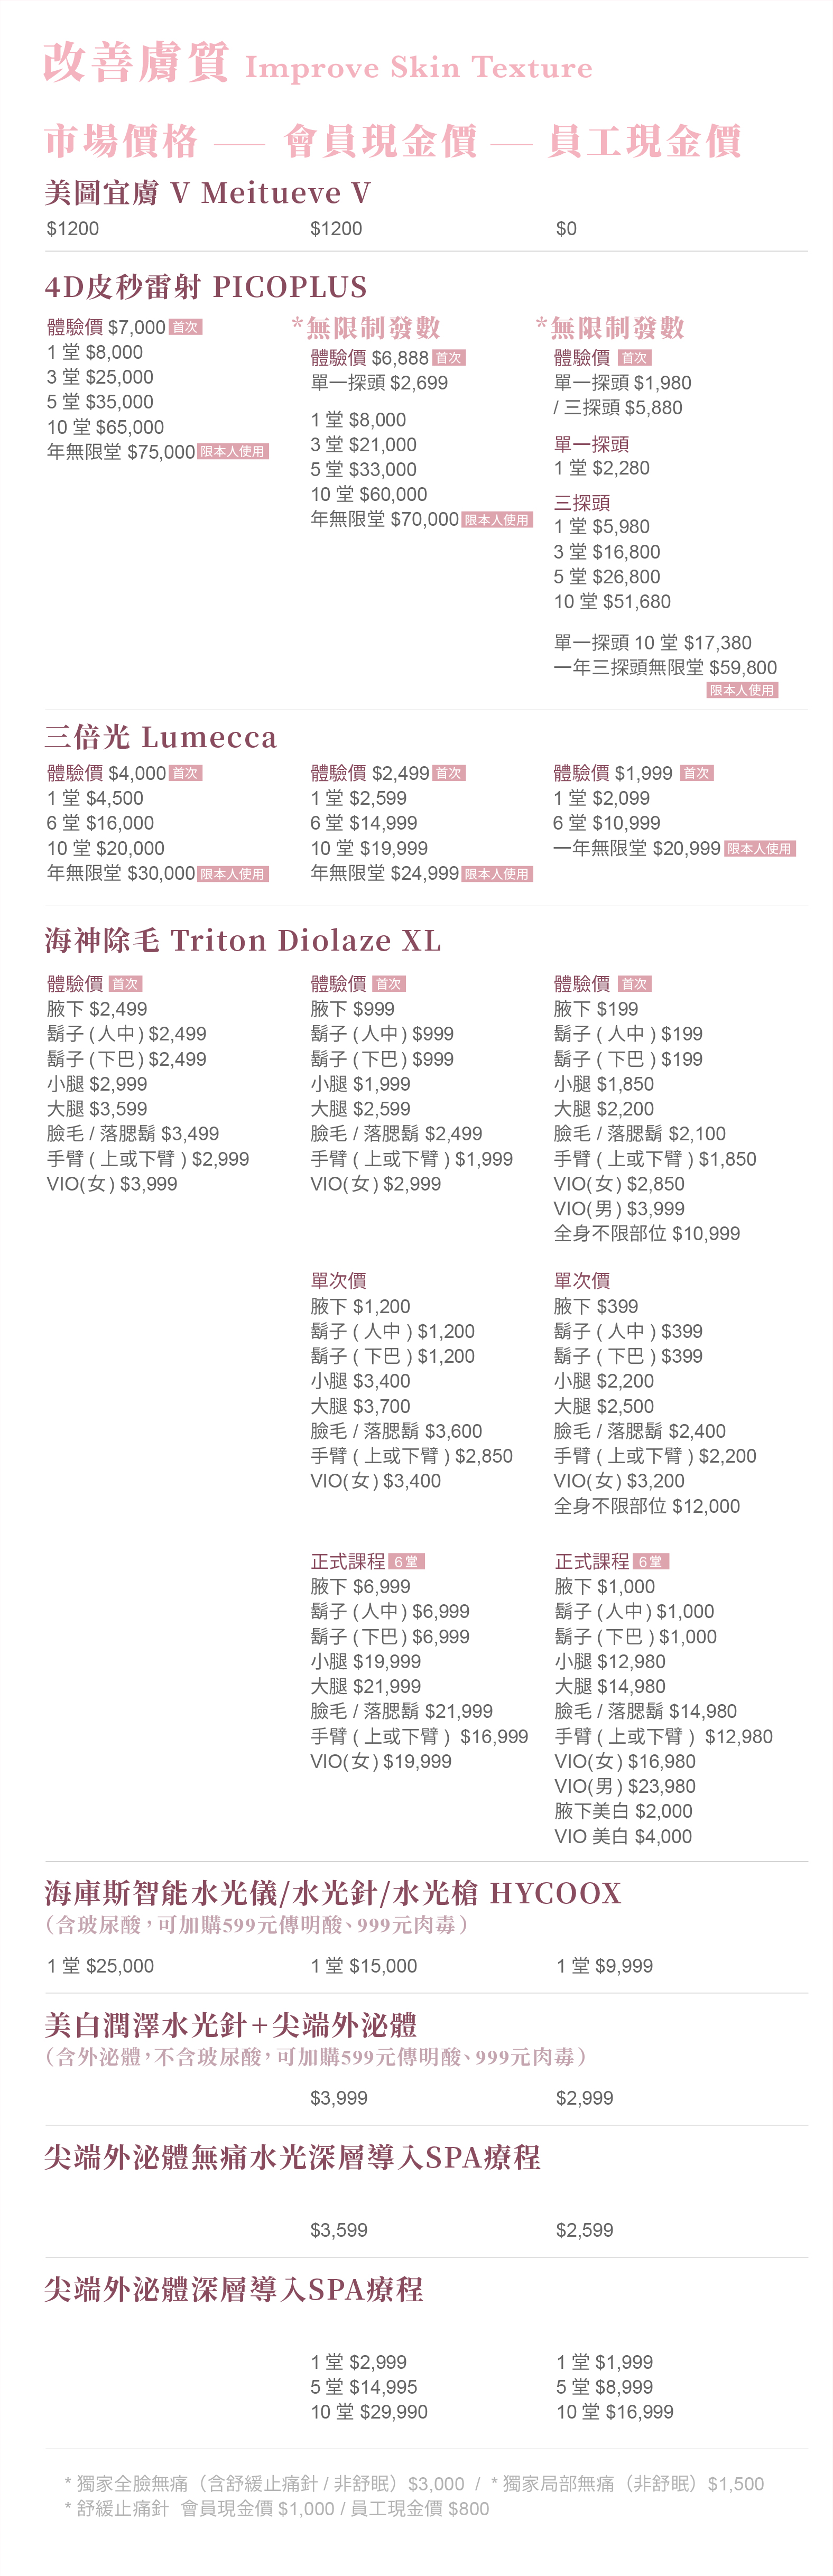 改善膚質 Improve Skin Texture
市場價格 —— 會員現金價 —— 員工現金價
美圖宜膚 V Meitueve V
$1200
$1200
$0
4D皮秒雷射 PICOPLUS
體驗價 $7,000 首次
1 堂 $8,000
3 堂 $25,000
5 堂 $35,000
10 堂 $65,000
年無限堂 $75,000 限本人使用
*無限制發數
體驗價 $6,888 首次
單一探頭 $2,699
1 堂 $8,000
3 堂 $21,000
5 堂 $33,000
10 堂 $60,000
年無限堂 $70,000 限本人使用
*無限制發數
體驗價 首次
單一探頭 $1,980
/ 三探頭 $5,880
單一探頭
1 堂 $2,280
三探頭
1 堂 $5,980
3 堂 $16,800
5 堂 $26,800
10 堂 $51,680
單一探頭 10 堂 $17,380
一年三探頭無限堂 $59,800
限本人使用
三倍光 Lumecca
體驗價 $4,000 首次
1 堂 $4,500
6 堂 $16,000
10 堂 $20,000
年無限堂 $30,000 限本人使用
體驗價 $2,499 首次
1 堂 $2,599
6 堂 $14,999
10 堂 $19,999
年無限堂 $24,999 限本人使用
體驗價 $1,999 首次
1 堂 $2,099
6 堂 $10,999
一年無限堂 $20,999 限本人使用
海神除毛 Triton Diolaze XL
體驗價 首次
腋下 $2,499
鬍子 (人中) $2,499
鬍子 (下巴) $2,499
小腿 $2,999
大腿 $3,599
臉毛 / 落腮鬍 $3,499
手臂 ( 上或下臂 ) $2,999
VIO(女) $3,999
體驗價 首次
腋下 $999
鬍子 (人中) $999
鬍子 (下巴) $999
小腿 $1,999
大腿 $2,599
臉毛 / 落腮鬍 $2,499
手臂 ( 上或下臂 ) $1,999
VIO(女) $2,999
體驗價 首次
腋下 $199
鬍子 ( 人中 ) $199
鬍子 ( 下巴 ) $199
小腿 $1,850
大腿 $2,200
臉毛 / 落腮鬍 $2,100
手臂 ( 上或下臂 ) $1,850
VIO(女) $2,850
VIO(男) $3,999
全身不限部位 $10,999
單次價
腋下 $1,200
鬍子 ( 人中 ) $1,200
鬍子 ( 下巴 ) $1,200
小腿 $3,400
大腿 $3,700
臉毛 / 落腮鬍 $3,600
手臂 ( 上或下臂 ) $2,850
VIO(女) $3,400
單次價
腋下 $399
鬍子 ( 人中 ) $399
鬍子 ( 下巴 ) $399
小腿 $2,200
大腿 $2,500
臉毛 / 落腮鬍 $2,400
手臂 ( 上或下臂 ) $2,200
VIO(女) $3,200
全身不限部位 $12,000
正式課程 6堂
腋下 $6,999
鬍子 (人中) $6,999
鬍子 (下巴) $6,999
小腿 $19,999
大腿 $21,999
臉毛 / 落腮鬍 $21,999
手臂 ( 上或下臂 ) $16,999
VIO(女) $19,999
正式課程 6堂
腋下 $1,000
鬍子 (人中) $1,000
鬍子 (下巴 ) $1,000
小腿 $12,980
大腿 $14,980
臉毛 / 落腮鬍 $14,980
手臂 ( 上或下臂 ) $12,980
VIO(女) $16,980
VIO(男) $23,980
腋下美白 $2,000
VIO 美白 $4,000
海庫斯智能水光儀/水光針/水光槍 HYCOOX
（含玻尿酸，可加購599元傳明酸、999元肉毒）
1 堂 $25,000
1 堂 $15,000
1 堂 $9,999
美白潤澤水光針+尖端外泌體
（含外泌體，不含玻尿酸，可加購599元傳明酸、999元肉毒）
$3,999
$2,999
尖端外泌體無痛水光深層導入SPA療程
$3,599
$2,599
尖端外泌體深層導入SPA療程
1 堂 $2,999
5 堂 $14,995
10 堂 $29,990
1 堂 $1,999
5 堂 $8,999
10 堂 $16,999
* 獨家全臉無痛（含舒緩止痛針 / 非舒眠）$3,000 / * 獨家局部無痛（非舒眠）$1,500
* 舒緩止痛針 會員現金價 $1,000 / 員工現金價 $800